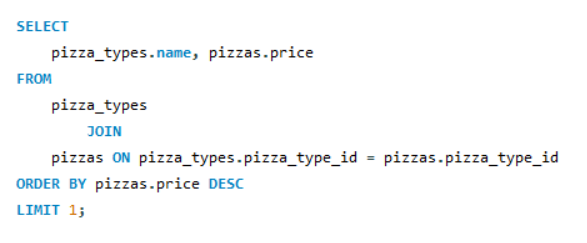 SELECT
    pizza_types.name, pizzas.price
FROM
    pizza_types
        JOIN
    pizzas ON pizza_types.pizza_type_id = pizzas.pizza_type_id
ORDER BY pizzas.price DESC
LIMIT 1;